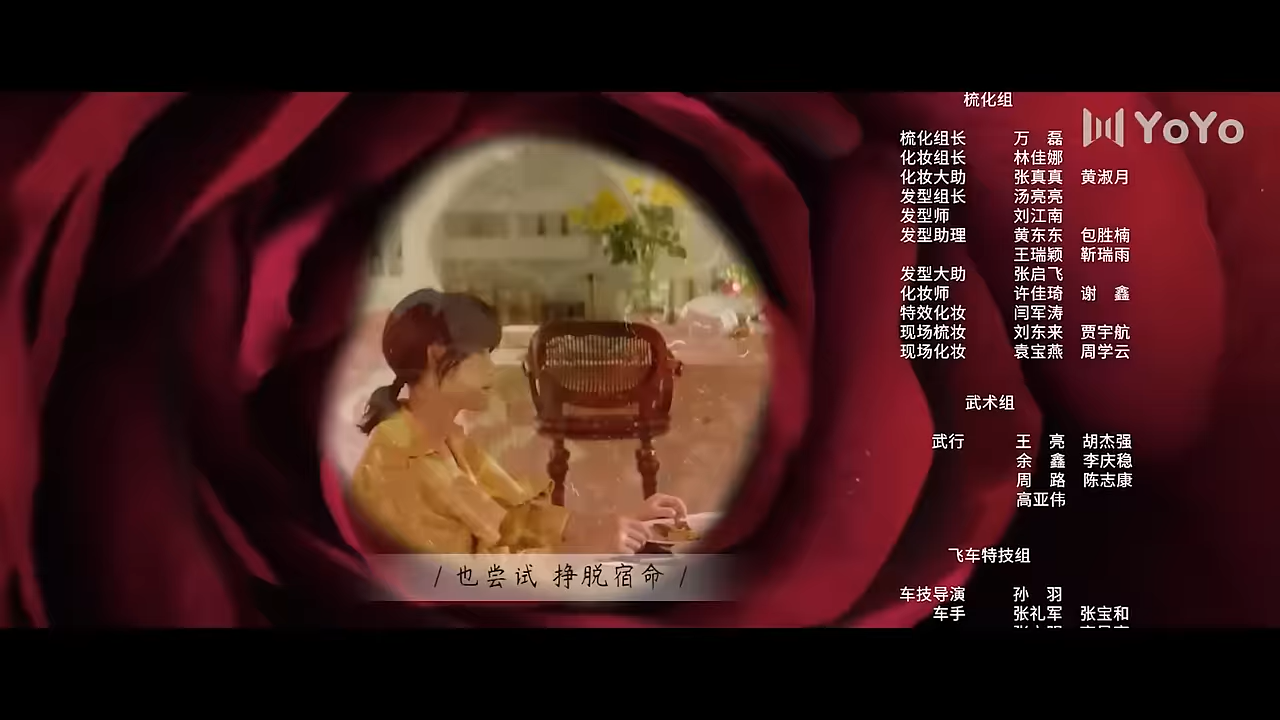 梳化组
YoYo
梳化组长 万 磊
化妆组长 林佳娜
化妆大助 张真真 黄淑月
发型组长 汤亮亮
发型师 刘江南
发型助理 黄东东 包胜楠
王瑞颖 靳瑞雨
发型大助 张启飞
化妆师 许佳琦 谢 鑫
特效化妆 闫军涛
现场梳妆 刘东来 贾宇航
现场化妆 袁宝燕 周学云
武术组
武行 王 亮 胡杰强
余 鑫 李庆稳
周 路 陈志康
高亚伟
飞车特技组
/ 也尝试 挣脱宿命 /
车技导演 孙 羽
车手 张礼军 张宝和